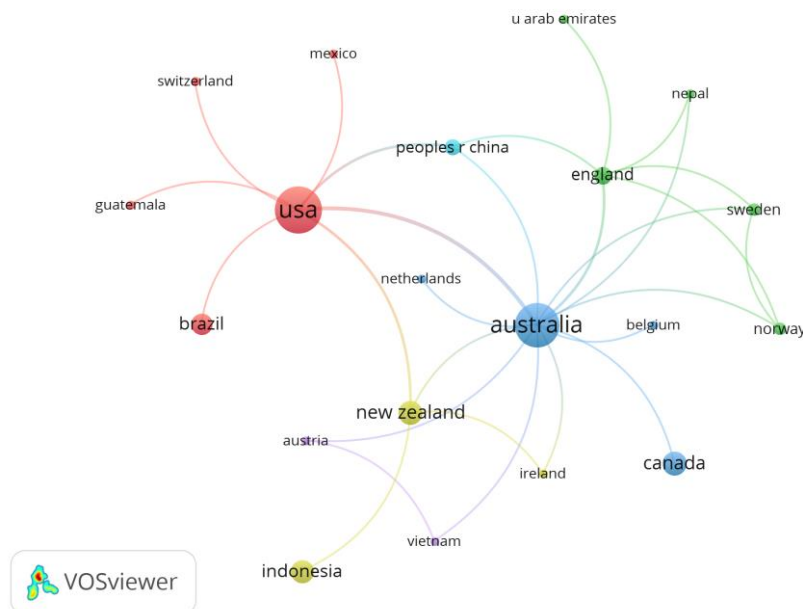 u arab emirates
mexico
switzerland
nepal
peoples r china
england
guatemala
usa
sweden
netherlands
brazil
australia
belgium
norway
new zealand
austria
canada
ireland
vietnam
indonesia
VOSviewer